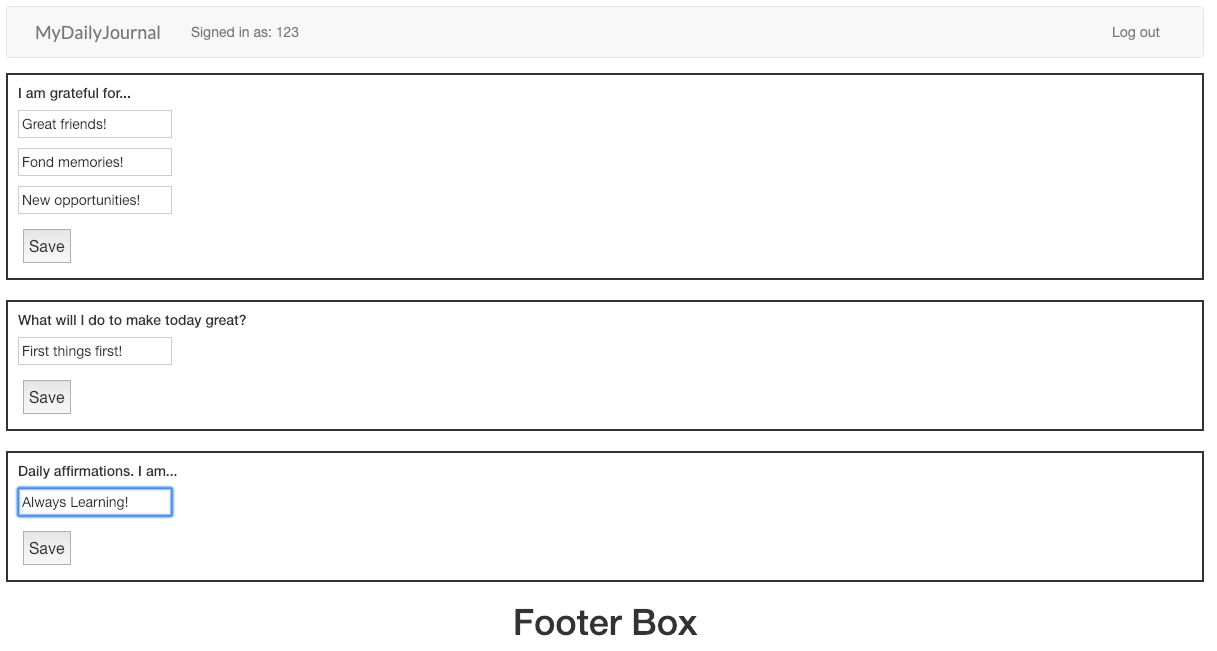 MyDailyJournal Signed in as: 123 Log out
I am grateful for...
Great friends!
Fond memories!
New opportunities!
Save
What will I do to make today great?
First things first!
Save
Daily affirmations. I am...
Always Learning!
Save
Footer Box